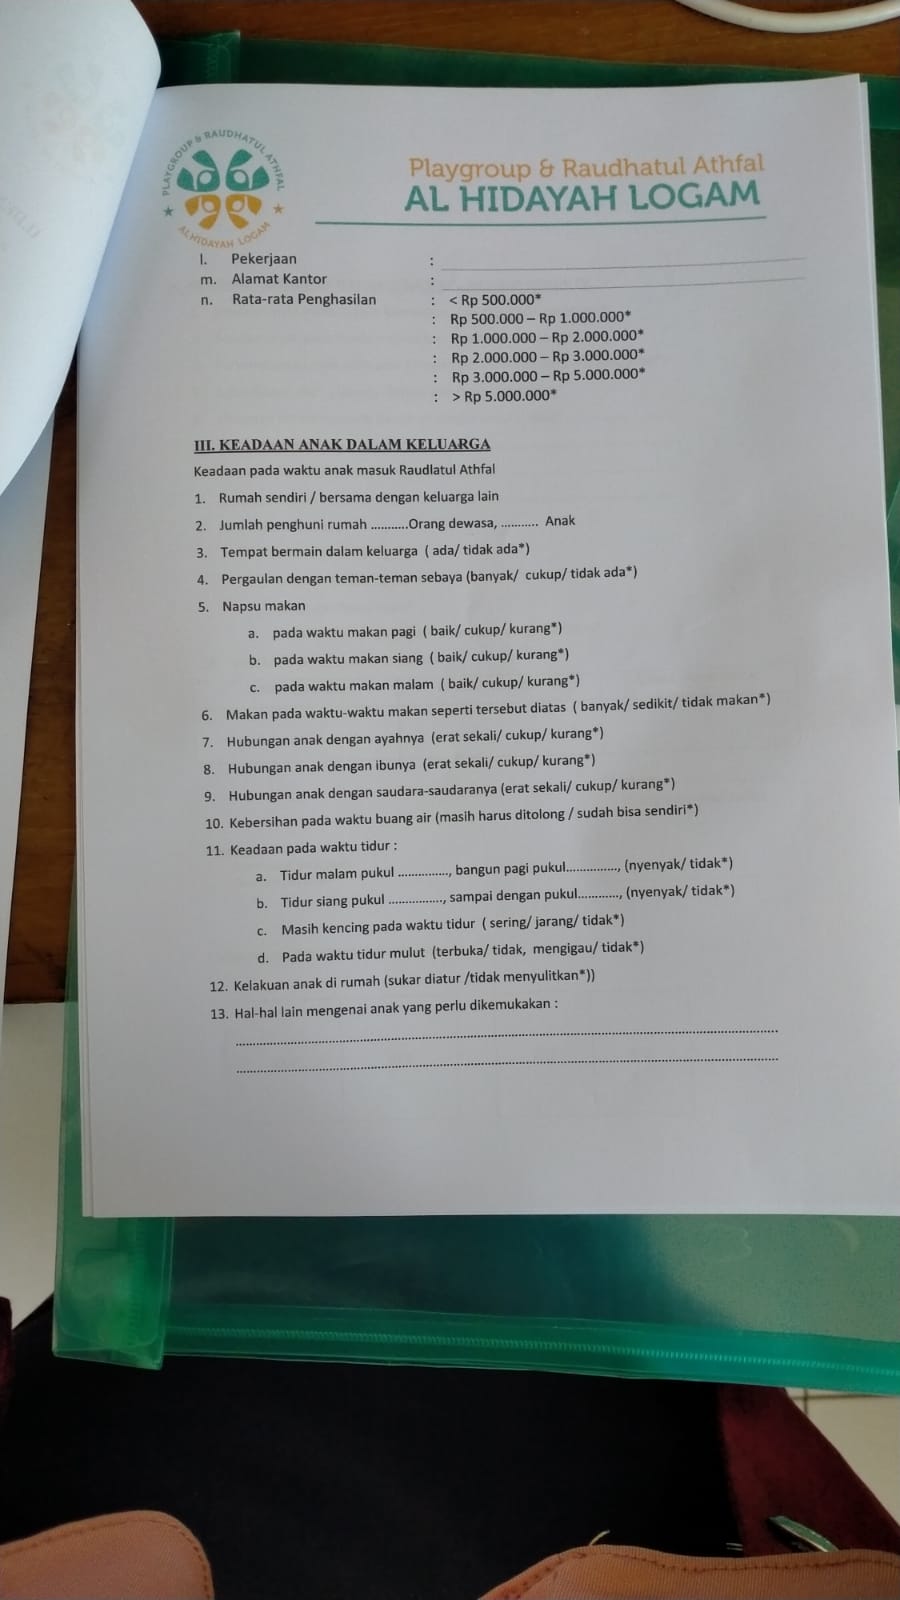 PLAYGROUP & RAUDHATUL ATHFAL
ALHIDAYAH LOGAM
Playgroup & Raudhatul Athfal
AL HIDAYAH LOGAM
l. Pekerjaan :
m. Alamat Kantor :
n. Rata-rata Penghasilan : < Rp 500.000*
: Rp 500.000 – Rp 1.000.000*
: Rp 1.000.000 – Rp 2.000.000*
: Rp 2.000.000 – Rp 3.000.000*
: Rp 3.000.000 – Rp 5.000.000*
: > Rp 5.000.000*
III. KEADAAN ANAK DALAM KELUARGA
Keadaan pada waktu anak masuk Raudlatul Athfal
1. Rumah sendiri / bersama dengan keluarga lain
2. Jumlah penghuni rumah ...........Orang dewasa, ........... Anak
3. Tempat bermain dalam keluarga ( ada/ tidak ada*)
4. Pergaulan dengan teman-teman sebaya (banyak/ cukup/ tidak ada*)
5. Napsu makan
a. pada waktu makan pagi ( baik/ cukup/ kurang*)
b. pada waktu makan siang ( baik/ cukup/ kurang*)
c. pada waktu makan malam ( baik/ cukup/ kurang*)
6. Makan pada waktu-waktu makan seperti tersebut diatas ( banyak/ sedikit/ tidak makan*)
7. Hubungan anak dengan ayahnya (erat sekali/ cukup/ kurang*)
8. Hubungan anak dengan ibunya (erat sekali/ cukup/ kurang*)
9. Hubungan anak dengan saudara-saudaranya (erat sekali/ cukup/ kurang*)
10. Kebersihan pada waktu buang air (masih harus ditolong / sudah bisa sendiri*)
11. Keadaan pada waktu tidur :
a. Tidur malam pukul ..............., bangun pagi pukul..............., (nyenyak/ tidak*)
b. Tidur siang pukul ................, sampai dengan pukul............, (nyenyak/ tidak*)
c. Masih kencing pada waktu tidur ( sering/ jarang/ tidak*)
d. Pada waktu tidur mulut (terbuka/ tidak, mengigau/ tidak*)
12. Kelakuan anak di rumah (sukar diatur /tidak menyulitkan*))
13. Hal-hal lain mengenai anak yang perlu dikemukakan :